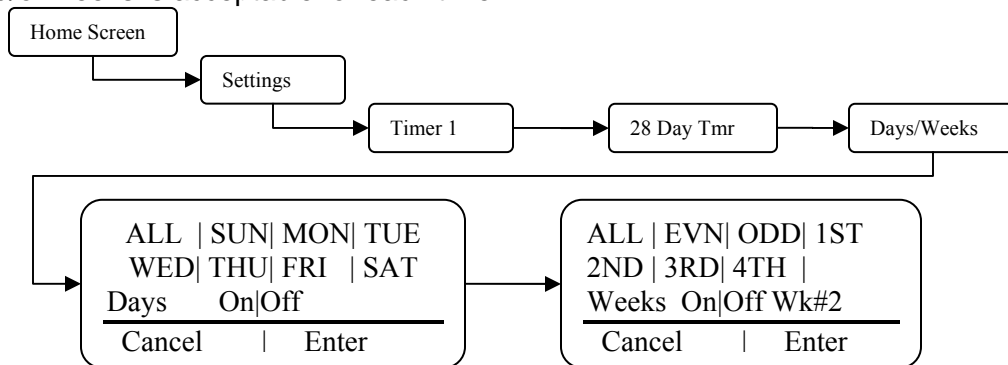 Home Screen
Settings
Timer 1
28 Day Tmr
Days/Weeks
ALL | SUN| MON| TUE
WED| THU| FRI | SAT
Days On|Off
Cancel | Enter
ALL | EVN| ODD| 1ST
2ND | 3RD| 4TH |
Weeks On|Off Wk#2
Cancel | Enter